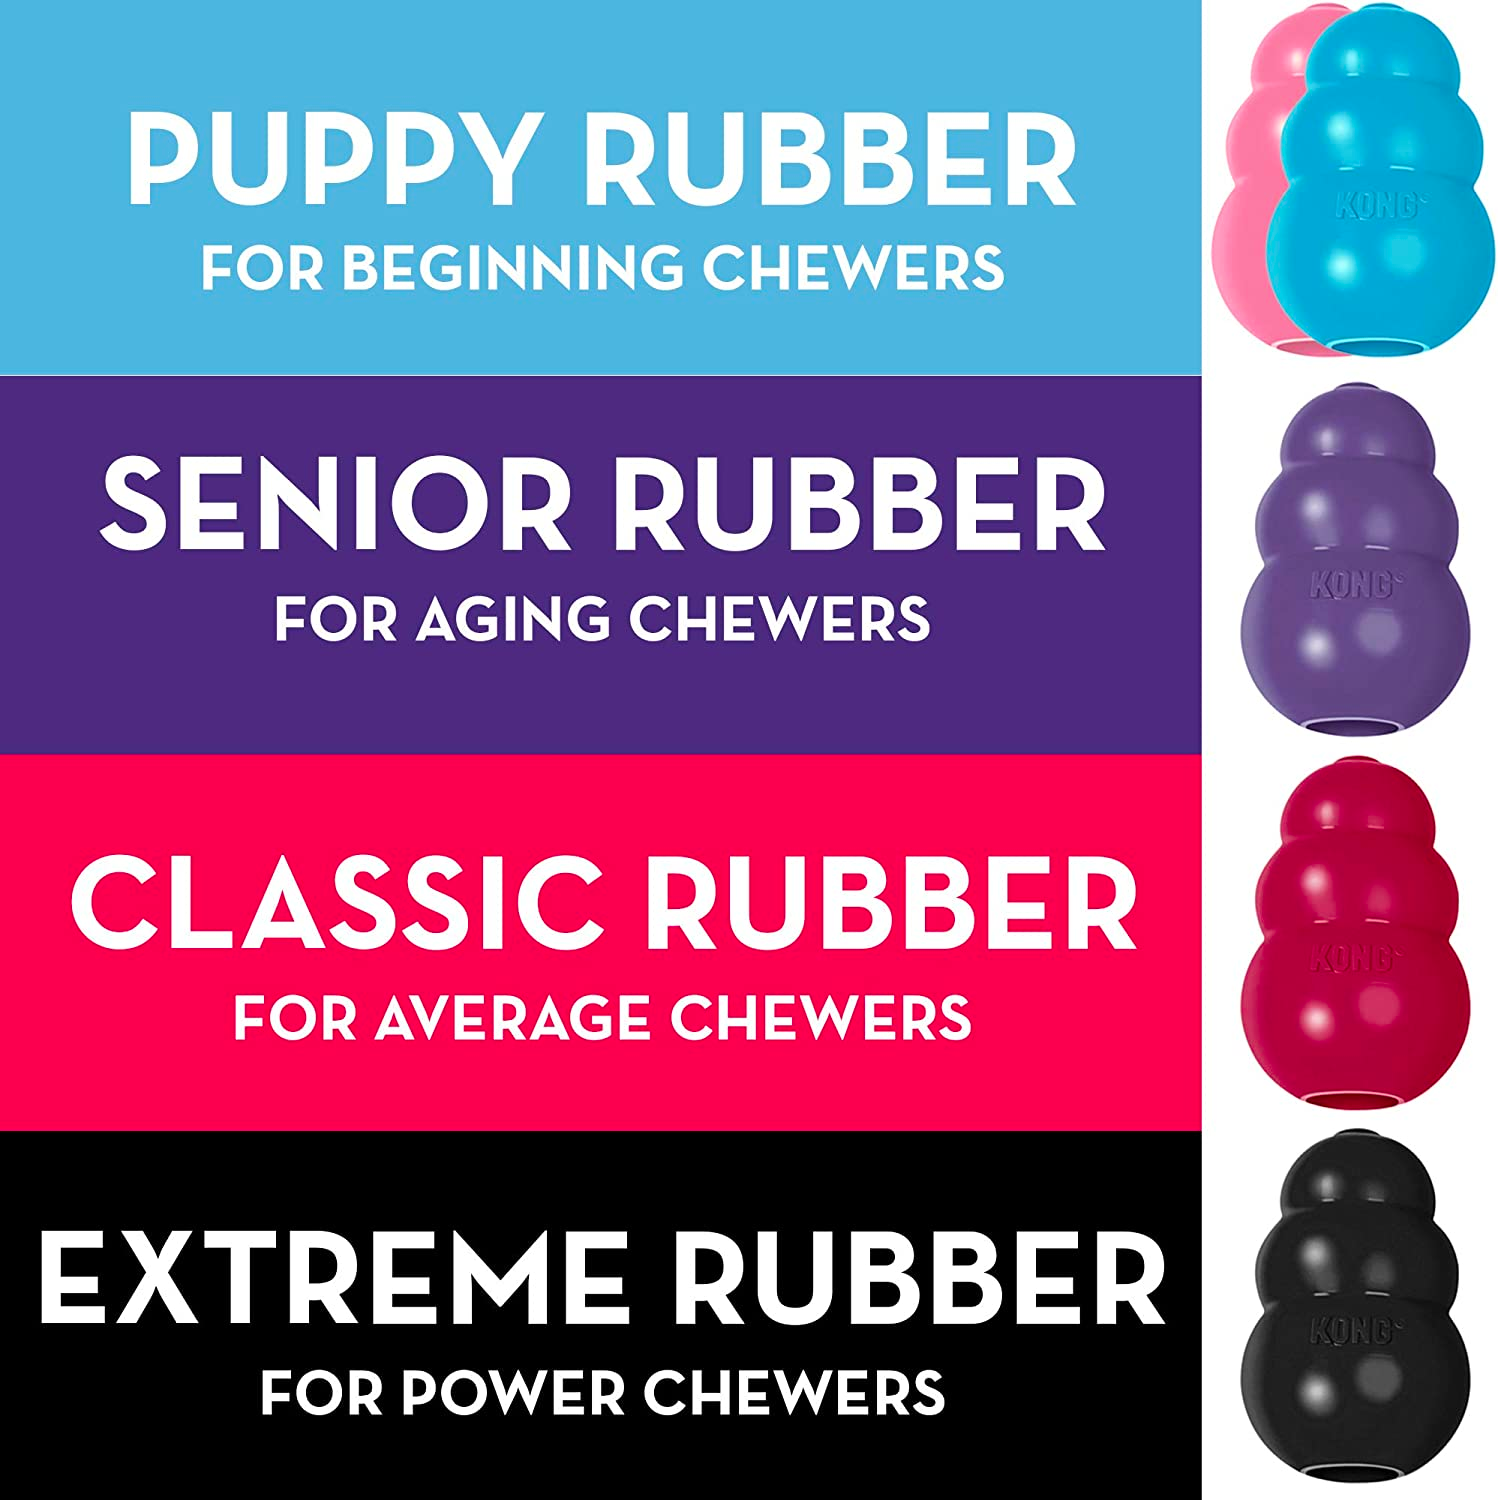 PUPPY RUBBER
FOR BEGINNING CHEWERS
KONG
SENIOR RUBBER
FOR AGING CHEWERS
KONG
CLASSIC RUBBER
FOR AVERAGE CHEWERS
KONG
EXTREME RUBBER
FOR POWER CHEWERS
KONG